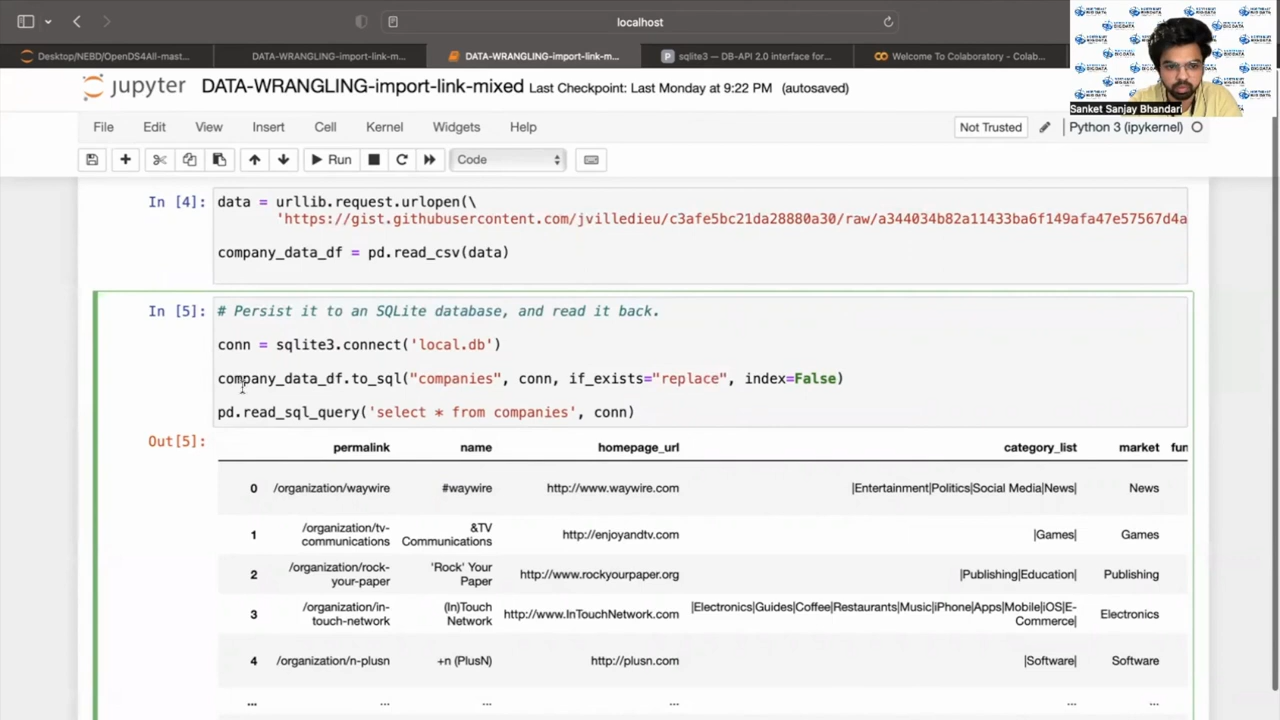 localhost
Desktop/NEBD/OpenDS4All-mast...
DATA-WRANGLING-import-link-m...
DATA-WRANGLING-import-link-m...
sqlite3 — DB-API 2.0 interface for...
Welcome To Colaboratory - Colab...
Sanket Sanjay Bhandari
jupyter DATA-WRANGLING-import-link-mixed Last Checkpoint: Last Monday at 9:22 PM (autosaved)
File Edit View Insert Cell Kernel Widgets Help Not Trusted Python 3 (ipykernel)
Run Code
In [4]: data = urllib.request.urlopen(\
'https://gist.githubusercontent.com/jvilledieu/c3afe5bc21da28880a30/raw/a344034b82a11433ba6f149afa47e57567d4a
company_data_df = pd.read_csv(data)
In [5]: # Persist it to an SQLite database, and read it back.
conn = sqlite3.connect('local.db')
company_data_df.to_sql("companies", conn, if_exists="replace", index=False)
pd.read_sql_query('select * from companies', conn)
Out[5]:
permalink name homepage_url category_list market fun
0 /organization/waywire #waywire http://www.waywire.com |Entertainment|Politics|Social Media|News| News
1 /organization/tv-communications &TV Communications http://enjoyandtv.com |Games| Games
2 /organization/rock-your-paper 'Rock' Your Paper http://www.rockyourpaper.org |Publishing|Education| Publishing
3 /organization/in-touch-network (In)Touch Network http://www.InTouchNetwork.com |Electronics|Guides|Coffee|Restaurants|Music|iPhone|Apps|Mobile|iOS|E-Commerce| Electronics
4 /organization/n-plusn +n (PlusN) http://plusn.com |Software| Software
... ... ... ... ... ...